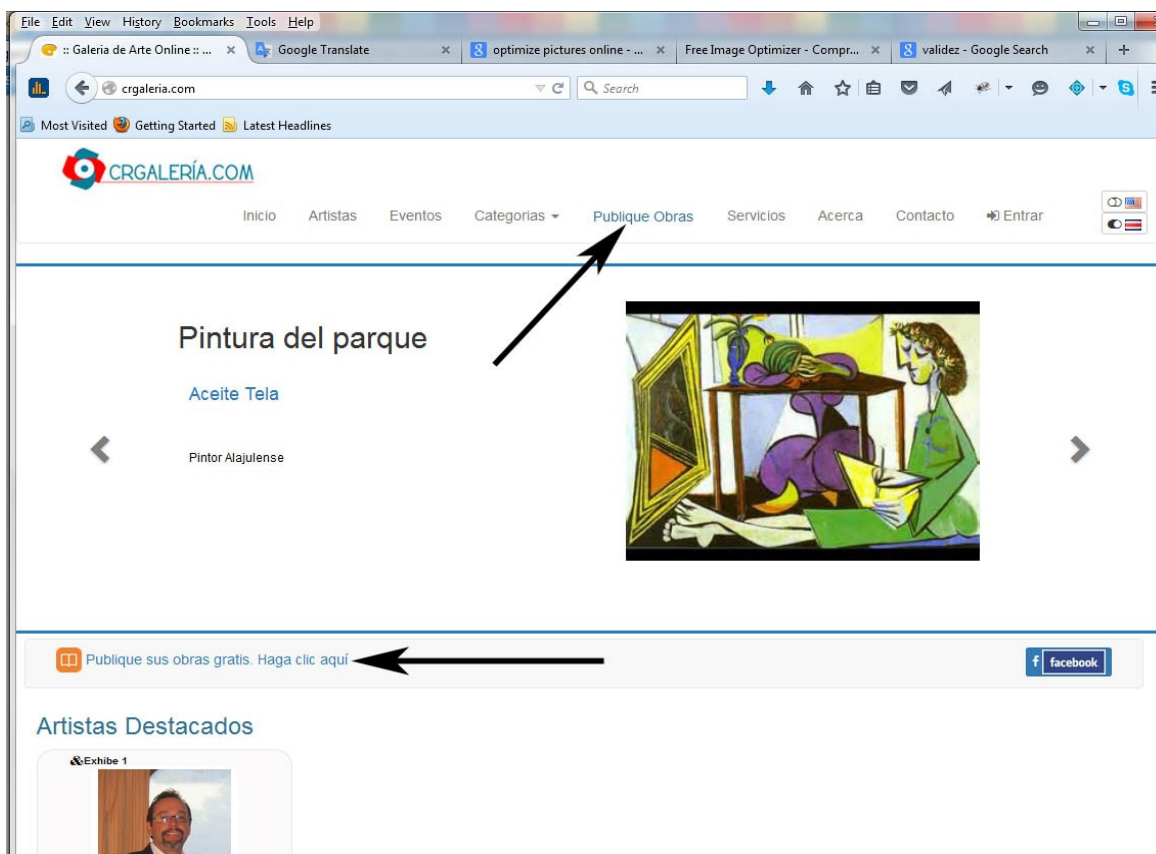 File Edit View History Bookmarks Tools Help
:: Galeria de Arte Online :: ... Google Translate optimize pictures online - ... Free Image Optimizer - Compr... validez - Google Search
crgaleria.com Search
Most Visited Getting Started Latest Headlines
CRGALERÍA.COM
Inicio Artistas Eventos Categorias Publique Obras Servicios Acerca Contacto Entrar
Pintura del parque
Aceite Tela
Pintor Alajulense
Publique sus obras gratis. Haga clic aquí
f facebook
Artistas Destacados
Exhibe 1